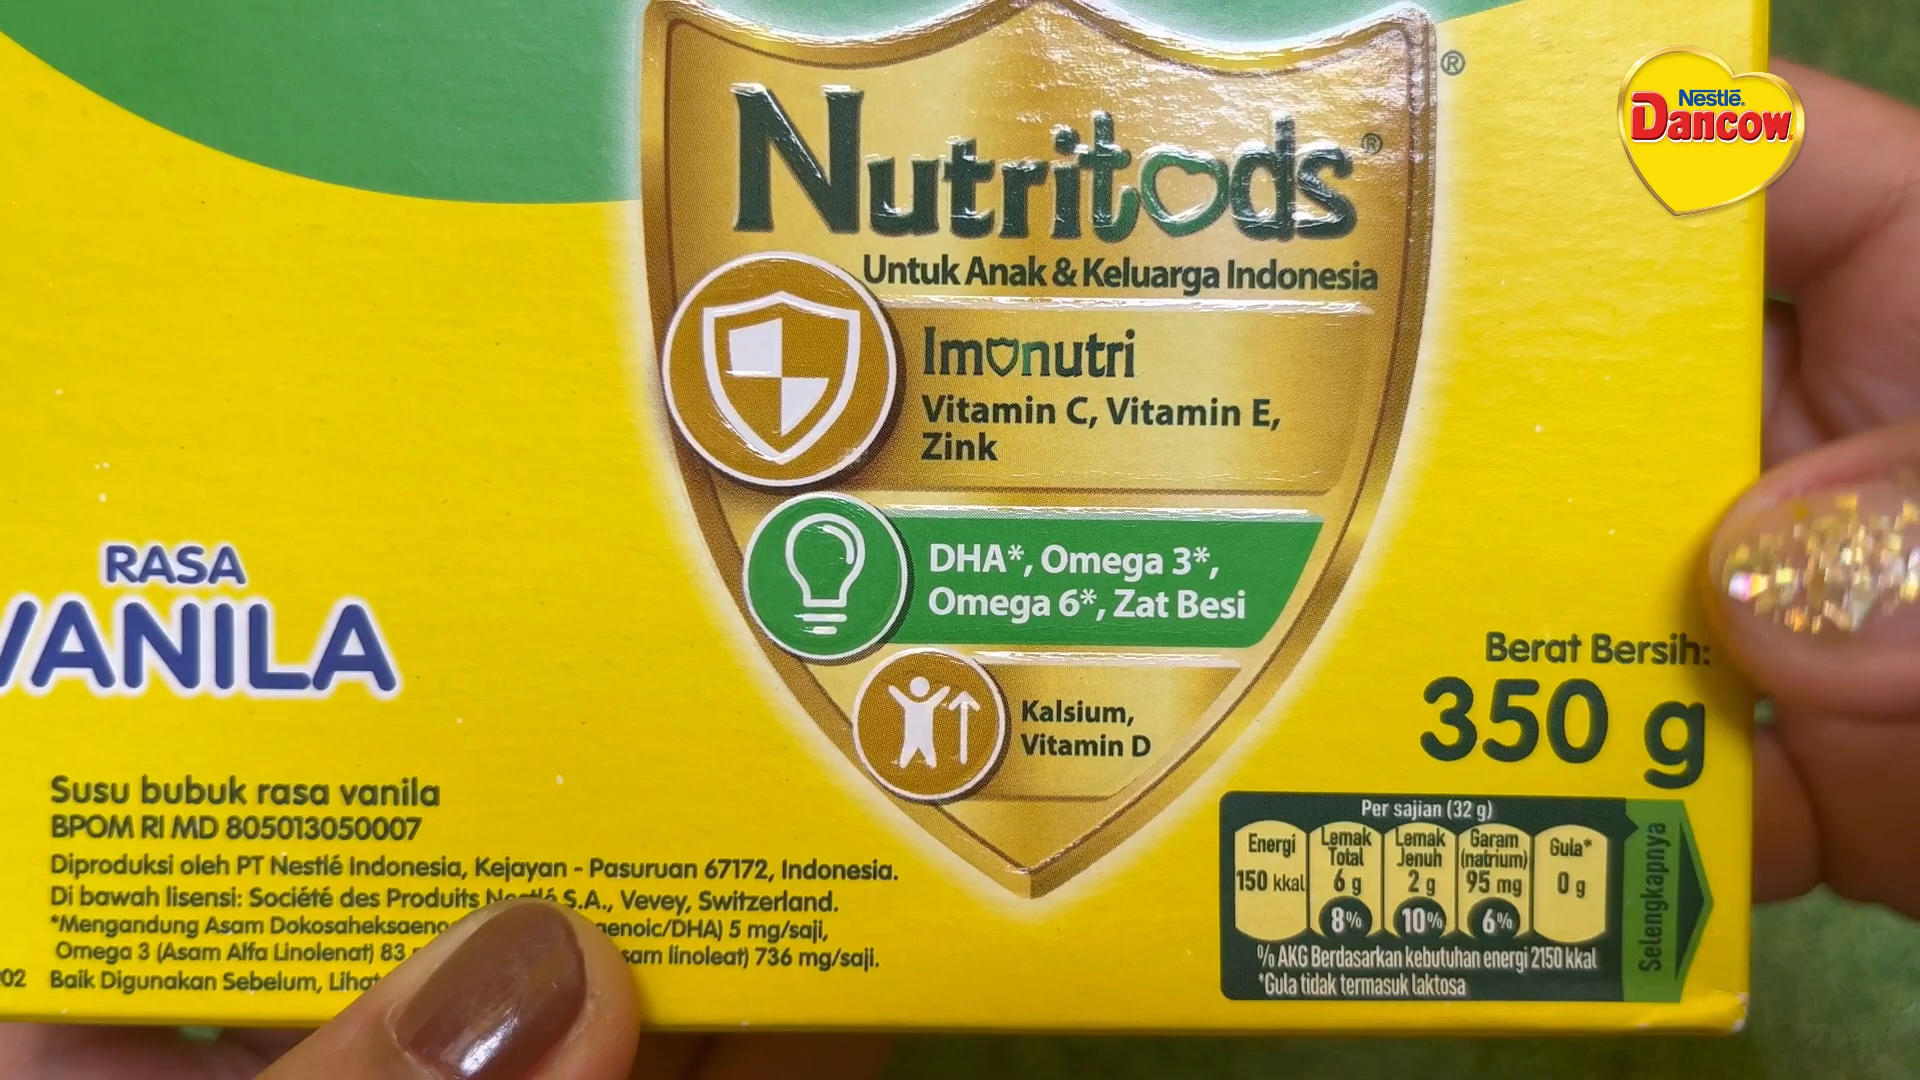 Nestlé
Dancow
Nutritods®
®
Untuk Anak & Keluarga Indonesia
Imunutri
Vitamin C, Vitamin E,
Zink
DHA*, Omega 3*,
Omega 6*, Zat Besi
Kalsium,
Vitamin D
RASA
VANILA
Berat Bersih:
350 g
Susu bubuk rasa vanila
BPOM RI MD 805013050007
Diproduksi oleh PT Nestlé Indonesia, Kejayan - Pasuruan 67172, Indonesia.
Di bawah lisensi: Société des Produits Nestlé S.A., Vevey, Switzerland.
*Mengandung Asam /DHA) 5 mg/saji,
Omega 3 (Asam Alfa Linolenat) 83 linoleat) 736 mg/saji.
02 Baik Digunakan Sebelum,
Per sajian (32 g)
Energi
150 kkal
Lemak Total
6 g
8%
Lemak Jenuh
2 g
10%
Garam (natrium)
95 mg
6%
Gula*
0 g
% AKG Berdasarkan kebutuhan energi 2150 kkal
*Gula tidak termasuk laktosa
Selengkapnya